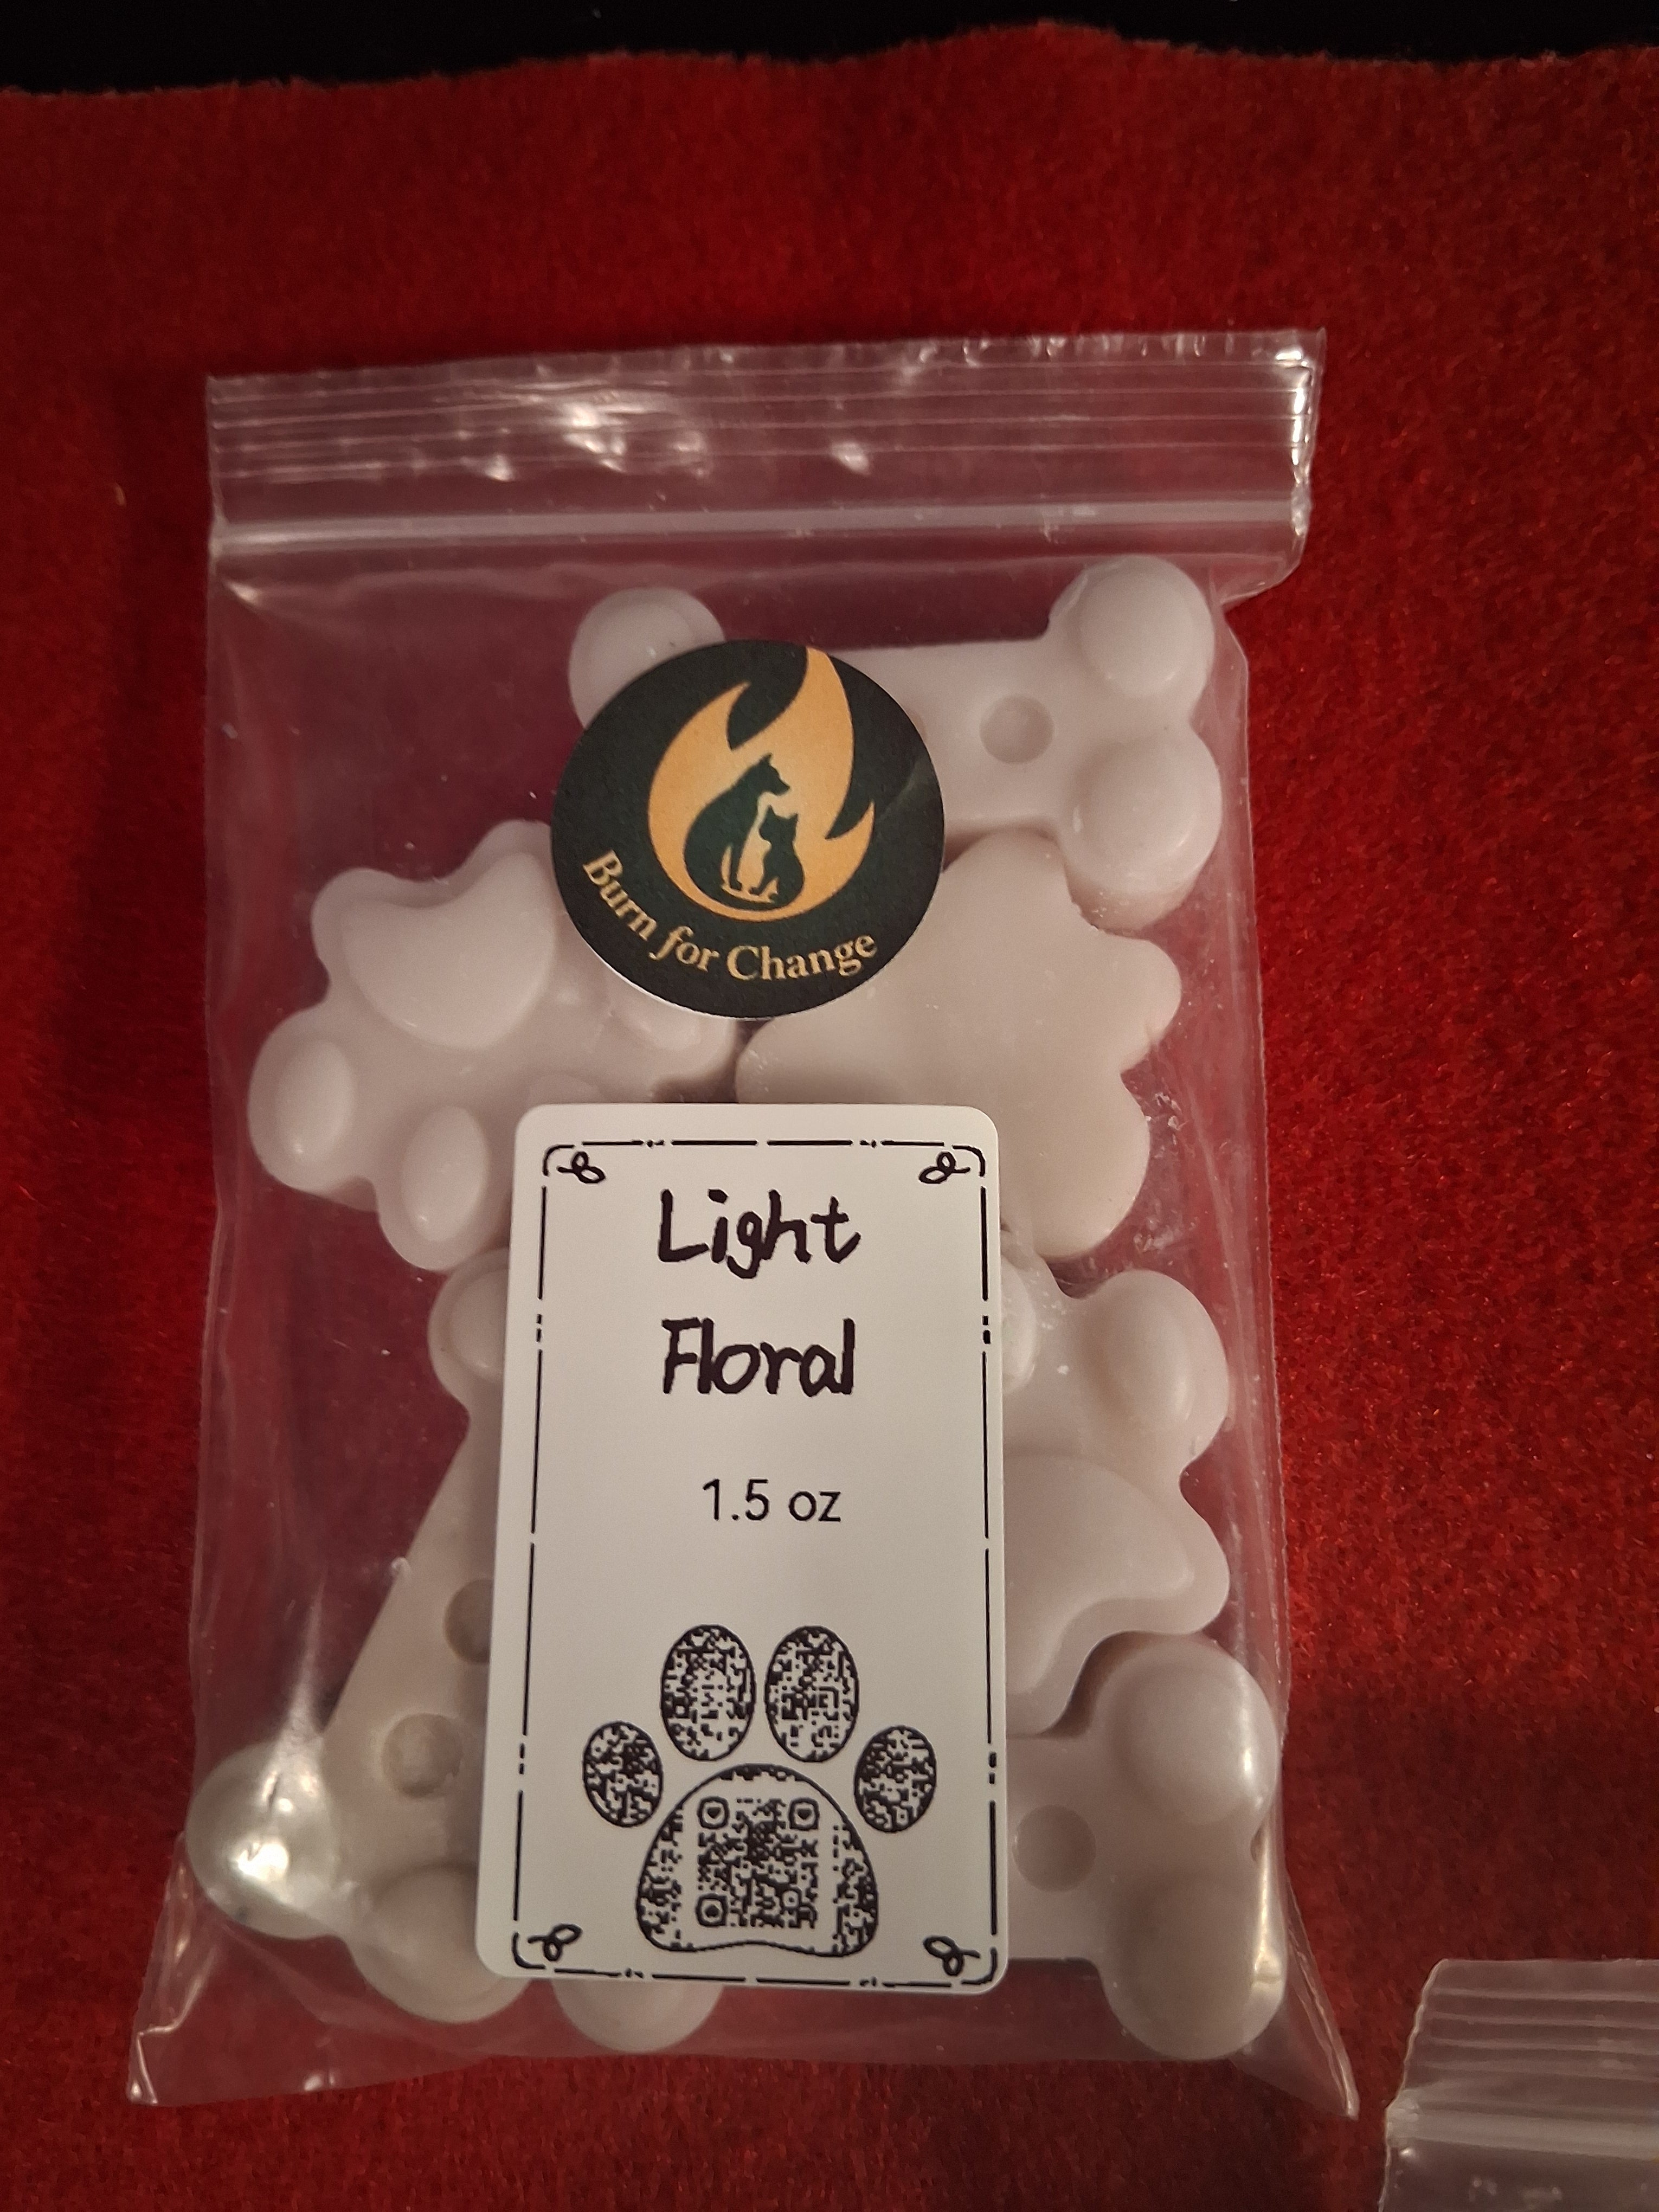 Burn for Change
Light
Floral
1.5 oz